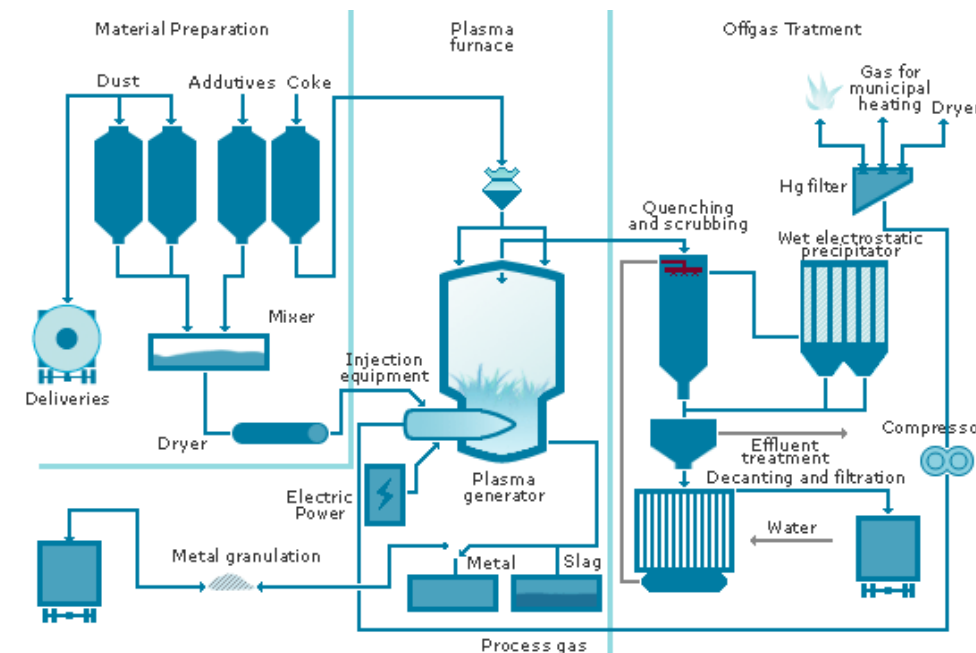 Material Preparation
Plasma
furnace
Offgas Tratment
Dust
Addutives
Coke
Gas for
municipal
heating
Dryer
Hg filter
Quenching
and scrubbing
Wet electrostatic
precipitator
Mixer
Injection
equipment
Deliveries
Dryer
Compresso
Effluent
treatment
Plasma
generator
Decanting and filtration
Electric
Power
Water
Metal granulation
Metal
Slag
Process gas